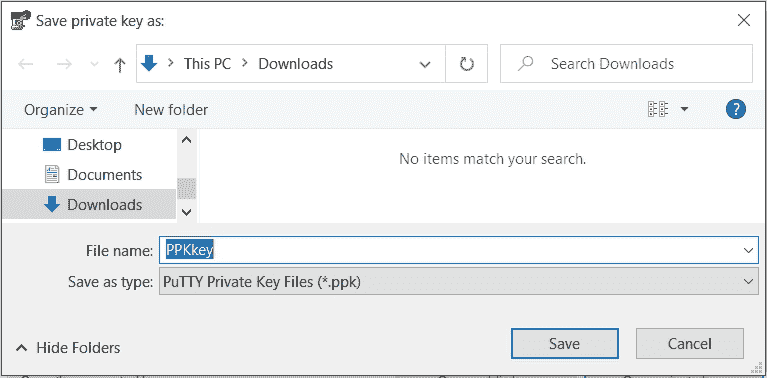 Save private key as:
This PC > Downloads
Search Downloads
Organize
New folder
?
Desktop
Documents
Downloads
No items match your search.
File name: PPKkey
Save as type: PuTTY Private Key Files (*.ppk)
Hide Folders
Save
Cancel